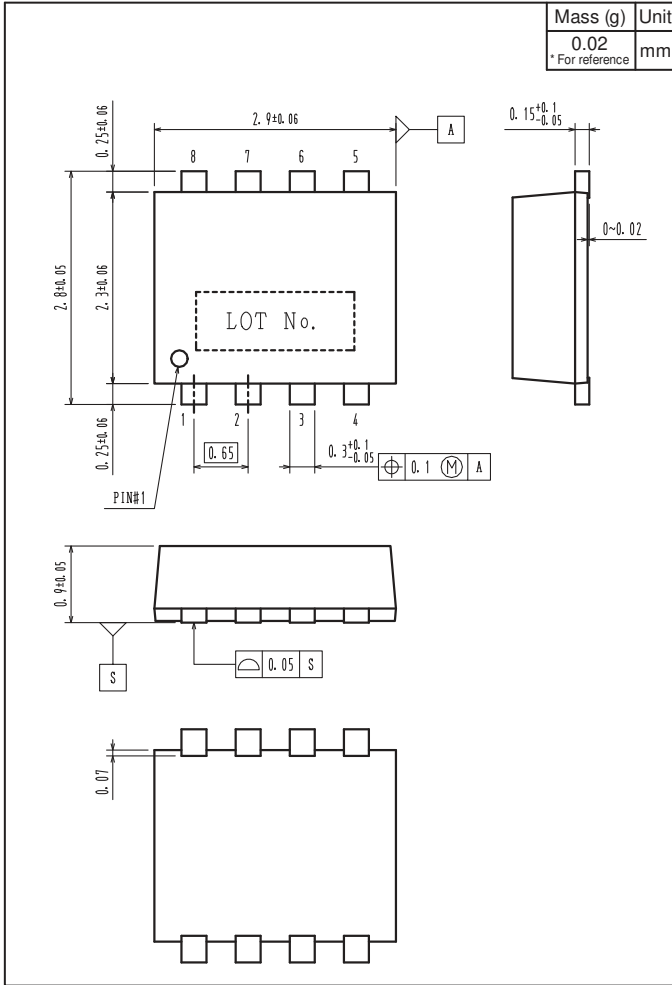 Mass (g) Unit
0.02 mm
* For reference
2.9±0.06
A
0.15+0.1 -0.05
0.25±0.06
8 7 6 5
0~0.02
2.8±0.05
2.3±0.06
LOT No.
0.25±0.06
1 2 3 4
0.65
0.3+0.1 -0.05
⌖ 0.1 Ⓜ A
PIN#1
0.9±0.05
S
⌓ 0.05 S
0.07